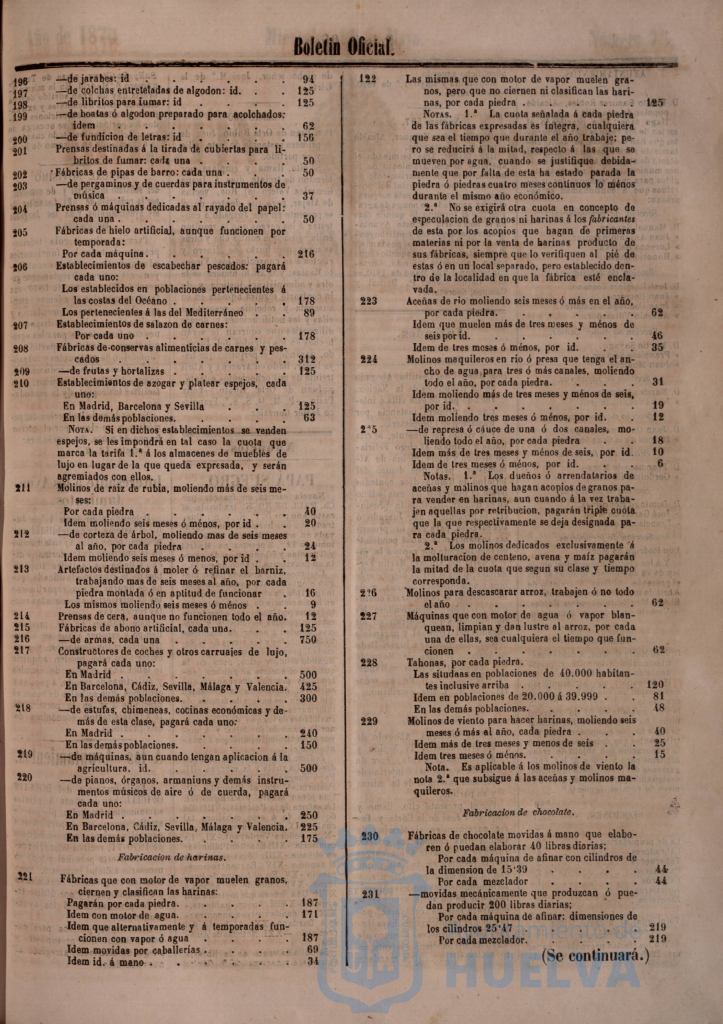 Boletin Oficial.
196 —de jarabes: id . . . . . . 94
197 —de colchas entreteladas de algodon: id. . . 125
198 —de libritos para fumar: id . . . . 125
199 —de boatas ó algodon preparado para acolchados:
idem . . . . . . . 62
200 —de fundicion de letras: id . . . . 156
201 Prensas destinadas á la tirada de cubiertas para li-
britos de fumar: cada una . . . . 50
202 Fábricas de pipas de barro: cada una . . . 50
203 —de pergaminos y de cuerdas para instrumentos de
música . . . . . . 37
204 Prensas ó máquinas dedicadas al rayado del papel:
cada una . . . . . . 50
205 Fábricas de hielo artificial, aunque funcionen por
temporada:
Por cada máquina. . . . . . 216
206 Establecimientos de escabechar pescados: pagará
cada uno:
Los establecidos en poblaciones pertenecientes á
las costas del Océano . . . . . 178
Los pertenecientes á las del Mediterráneo . . 89
207 Establecimientos de salazon de carnes:
Por cada uno . . . . . 178
208 Fábricas de conservas alimenticias de carnes y pes-
cados . . . . . . . 312
209 —de frutas y hortalizas . . . . . 125
210 Establecimientos de azogar y platear espejos, cada
uno:
En Madrid, Barcelona y Sevilla . . . 125
En las demás poblaciones. . . . . 63
NOTA. Si en dichos establecimientos se venden
espejos, se les impondrá en tal caso la cuota que
marca la tarifa 1.ª á los almacenes de muebles de
lujo en lugar de la que queda expresada, y serán
agremiados con ellos.
211 Molinos de raiz de rubia, moliendo más de seis me-
ses:
Por cada piedra . . . . . 40
Idem moliendo seis meses ó ménos, por id . . 20
212 —de corteza de árbol, moliendo mas de seis meses
al año, por cada piedra . . . . 24
Idem moliendo seis meses ó menos, por id . . 12
213 Artefactos destinados á moler ó refinar el barniz,
trabajando mas de seis meses al año, por cada
piedra montada ó en aptitud de funcionar . 16
Los mismos moliendo seis meses ó ménos . . 9
214 Prensas de cera, aunque no funcionen todo el año. 12
215 Fábricas de abono artificial, cada una. . . 125
216 —de armas, cada una . . . . . 750
217 Constructores de coches y otros carruajes de lujo,
pagará cada uno:
En Madrid . . . . . . 500
En Barcelona, Cádiz, Sevilla, Málaga y Valencia. 425
En las demás poblaciones. . . . . 300
218 —de estufas, chimeneas, cocinas económicas y de-
más de esta clase, pagará cada uno:
En Madrid . . . . . . 240
En las demás poblaciones. . . . . 150
219 —de máquinas, aun cuando tengan aplicacion á la
agricultura, id. . . . . . 500
220 —de pianos, órganos, armaniuns y demás instru-
mentos músicos de aire ó de cuerda, pagará
cada uno:
En Madrid . . . . . . 250
En Barcelona, Cádiz, Sevilla, Málaga y Valencia. 225
En las demás poblaciones. . . . . 175
Fabricacion de harinas.
221 Fábricas que con motor de vapor muelen granos,
ciernen y clasifican las harinas:
Pagarán por cada piedra. . . . . 187
Idem con motor de agua. . . . . 171
Idem que alternativamente y á temporadas fun-
cionen con vapor ó agua . . . . 187
Idem movidas por caballerías . . . . 69
Idem id. á mano . . . . . . 34
122 Las mismas que con motor de vapor muelen gra-
nos, pero que no ciernen ni clasifican las hari-
nas, por cada piedra . . . . . 125
NOTAS. 1.ª La cuota señalada á cada piedra
de las fábricas expresadas es íntegra, cualquiera
que sea el tiempo que durante el año trabaje; pe-
ro se reducirá á la mitad, respecto á las que se
mueven por agua, cuando se justifique debida-
mente que por falta de esta ha estado parada la
piedra ó piedras cuatro meses continuos lo ménos
durante el mismo año económico.
2.ª No se exigirá otra cuota en concepto de
especulacion de granos ni harinas á los fabricantes
de esta por los acopios que hagan de primeras
materias ni por la venta de harinas producto de
sus fábricas, siempre que lo verifiquen al pié de
estas ó en un local separado, pero establecido den-
tro de la localidad en que la fábrica esté encla-
vada.
223 Aceñas de rio moliendo seis meses ó más en el año,
por cada piedra. . . . . . 62
Idem que muelen más de tres meses y ménos de
seis por id. . . . . . . 46
Idem de tres meses ó ménos, por id. . . 35
224 Molinos maquileros en rio ó presa que tenga el an-
cho de agua para tres ó más canales, moliendo
todo el año, por cada piedra. . . . 31
Idem moliendo más de tres meses y ménos de seis,
por id. . . . . . . . 19
Idem moliendo tres meses ó ménos, por id. . 12
2*5 —de represa ó cáuce de una ó dos canales, mo-
liendo todo el año, por cada piedra . . 18
Idem más de tres meses y ménos de seis, por id. 10
Idem de tres meses ó ménos, por id. . . 6
Notas. 1.ª Los dueños ó arrendatarios de
aceñas y molinos que hagan acopios de granos pa-
ra vender en harinas, aun cuando á la vez traba-
jen aquellas por retribucion, pagarán triple cuota
que la que respectivamente se deja designada pa-
ra cada piedra.
2.ª Los molinos dedicados exclusivamente á
la molturacion de centeno, avena y maíz pagarán
la mitad de la cuota que segun su clase y tiempo
corresponda.
2*6 Molinos para descascarar arroz, trabajen ó no todo
el año . . . . . . . 62
227 Máquinas que con motor de agua ó vapor blan-
quean, limpian y dan lustre al arroz, por cada
una de ellas, sea cualquiera el tiempo que fun-
cionen . . . . . . . 62
228 Tahonas, por cada piedra.
Las situadas en poblaciones de 40.000 habitan-
tes inclusive arriba . . . . . 120
Idem en poblaciones de 20.000 á 39.999 . . 81
En las demás poblaciones. . . . . 48
229 Molinos de viento para hacer harinas, moliendo seis
meses ó más al año, cada piedra . . . 40
Idem más de tres meses y menos de seis . . 25
Idem tres meses ó ménos. . . . . 15
Nota. Es aplicable á los molinos de viento la
nota 2.ª que subsigue á las aceñas y molinos ma-
quileros.
Fabricacion de chocolate.
230 Fábricas de chocolate movidas á mano que elabo-
ren ó puedan elaborar 40 libras diarias;
Por cada máquina de afinar con cilindros de
la dimension de 15'39 . . . . 44
Por cada mezclador . . . . 44
231 —movidas mecánicamente que produzcan ó pue-
dan producir 200 libras diarias;
Por cada máquina de afinar: dimensiones de
los cilindros 25'47 . . . . 219
Por cada mezclador. . . . . 219
(Se continuará.)
HUELVA